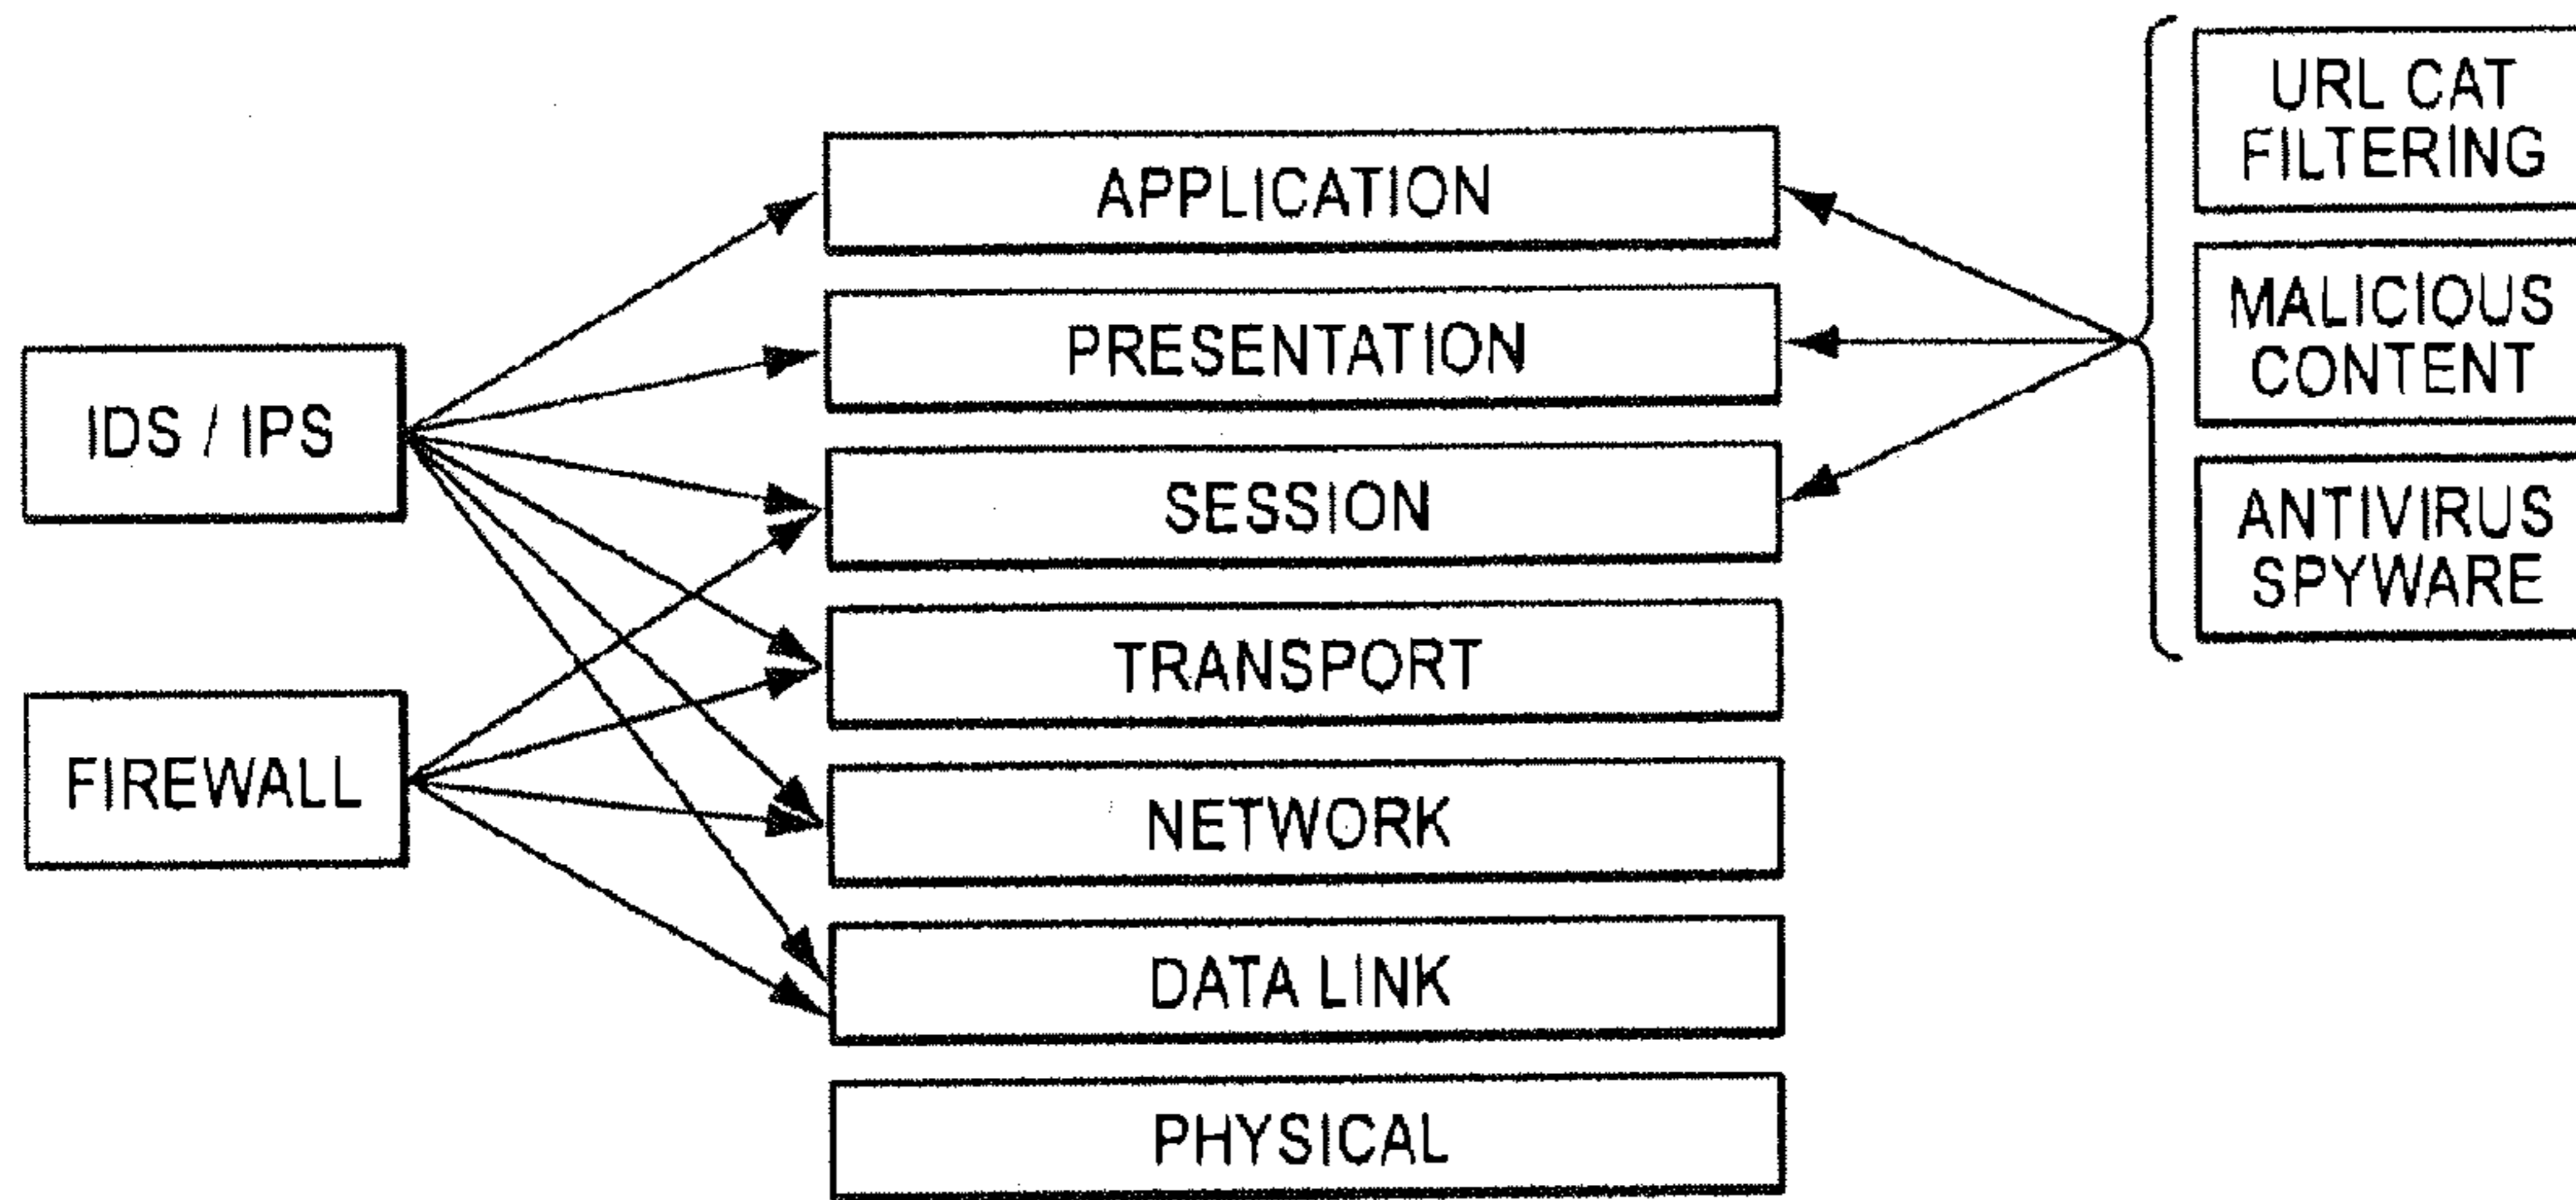 IDS / IPS
FIREWALL
APPLICATION
PRESENTATION
SESSION
TRANSPORT
NETWORK
DATA LINK
PHYSICAL
URL CAT
FILTERING
MALICIOUS
CONTENT
ANTIVIRUS
SPYWARE